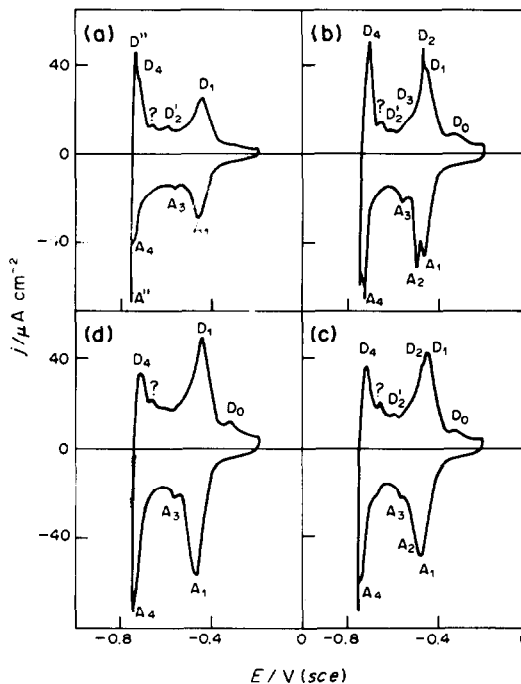 (a) D" D4 ? D2' D1
40
0
A3 A4 A1 A"
(b) D4 ? D2' D3 D2 D1 D0
A3 A2 A1 A4
j/μA cm⁻²
(d) D4 ? D1 D0
40
0
-40
A3 A1 A4
(c) D4 ? D2' D2 D1 D0
A3 A2 A1 A4
-0.8 -0.4 0 -0.8 -0.4
E / V (sce)